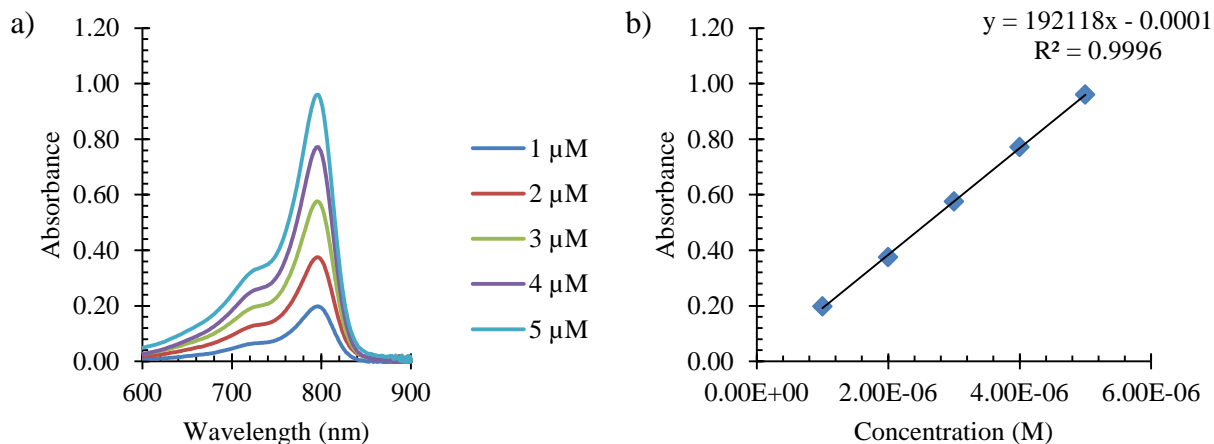 a)
1.20
1.00
0.80
0.60
0.40
0.20
0.00
Absorbance
600
700
800
900
Wavelength (nm)
1 µM
2 µM
3 µM
4 µM
5 µM
b)
y = 192118x - 0.0001
R² = 0.9996
1.20
1.00
0.80
0.60
0.40
0.20
0.00
Absorbance
0.00E+00
2.00E-06
4.00E-06
6.00E-06
Concentration (M)